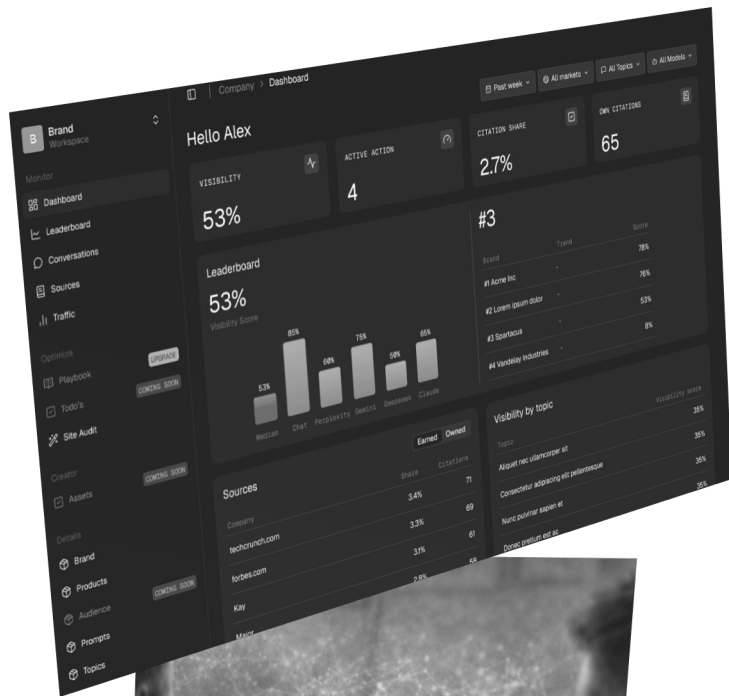 Company > Dashboard
B
Brand
Workspace
Monitor
Dashboard
Leaderboard
Conversations
Sources
Traffic
Optimize
Playbook
UPGRADE
Todo's
COMING SOON
Site Audit
Creator
Assets
COMING SOON
Details
Brand
Products
Audience
COMING SOON
Prompts
Topics
Hello Alex
Past week
All markets
All Topics
All Models
VISIBILITY
53%
ACTIVE ACTION
4
CITATION SHARE
2.7%
OWN CITATIONS
65
Leaderboard
53%
Visibility Score
53% 85% 60% 75% 50% 65%
Median Chat Perplexity Gemini Deepseek Claude
#3
Brand Trend Score
#1 Acme Inc - 78%
#2 Lorem ipsum dolor - 76%
#3 Spartacus - 53%
#4 Vandelay Industries - 8%
Sources
Earned Owned
Company Share Citations
techcrunch.com 3.4% 71
forbes.com 3.3% 69
Kay 3.1% 61
Major 2.8% 58
Visibility by topic
Topic Visibility score
Aliquet nec ullamcorper sit 35%
Consectetur adipiscing elit pellentesque 35%
Nunc pulvinar sapien et 35%
Donec pretium est ac 35%